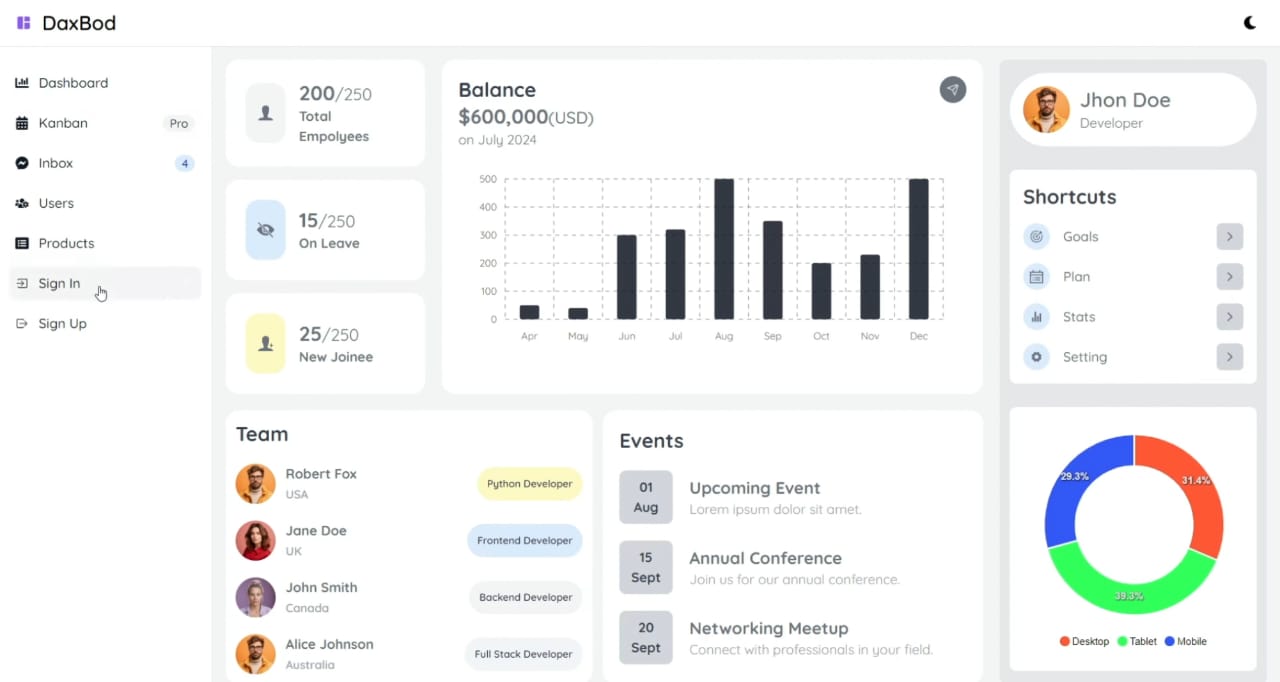 DaxBod
Dashboard
Kanban Pro
Inbox 4
Users
Products
Sign In
Sign Up
200/250
Total
Empolyees
15/250
On Leave
25/250
New Joinee
Balance
$600,000(USD)
on July 2024
500
400
300
200
100
0
Apr May Jun Jul Aug Sep Oct Nov Dec
Jhon Doe
Developer
Shortcuts
Goals
Plan
Stats
Setting
Team
Robert Fox
USA
Python Developer
Jane Doe
UK
Frontend Developer
John Smith
Canada
Backend Developer
Alice Johnson
Australia
Full Stack Developer
Events
01
Aug
Upcoming Event
Lorem ipsum dolor sit amet.
15
Sept
Annual Conference
Join us for our annual conference.
20
Sept
Networking Meetup
Connect with professionals in your field.
29.3%
31.4%
39.3%
Desktop Tablet Mobile